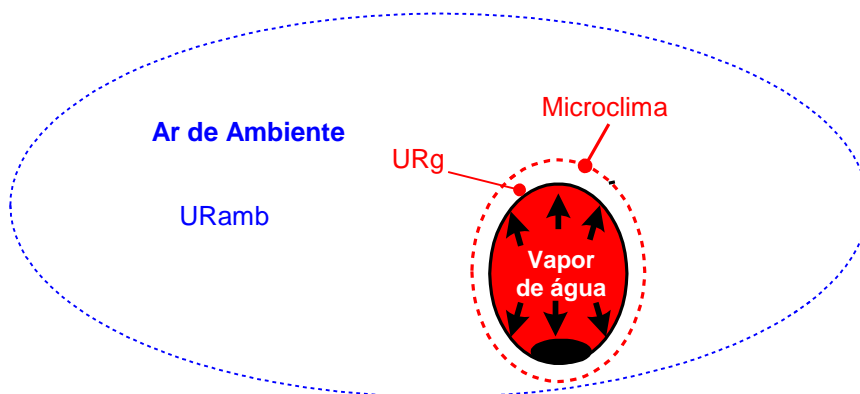 Microclima
Ar de Ambiente
URg
URamb
Vapor
de água